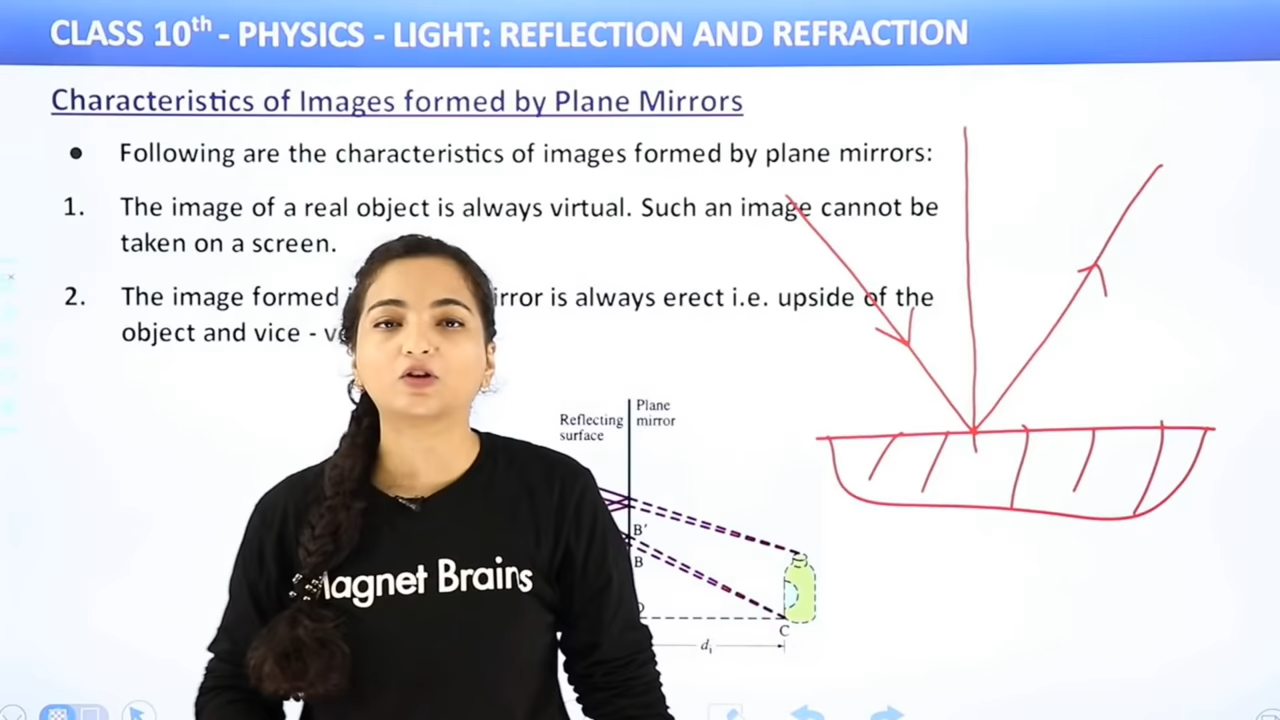 CLASS 10th - PHYSICS - LIGHT: REFLECTION AND REFRACTION
Characteristics of Images formed by Plane Mirrors
• Following are the characteristics of images formed by plane mirrors:
1. The image of a real object is always virtual. Such an image cannot be
taken on a screen.
2. The image formed irror is always erect i.e. upside of the
object and vice - v
Reflecting
surface
Plane
mirror
B′
B
C
di
Magnet Brains